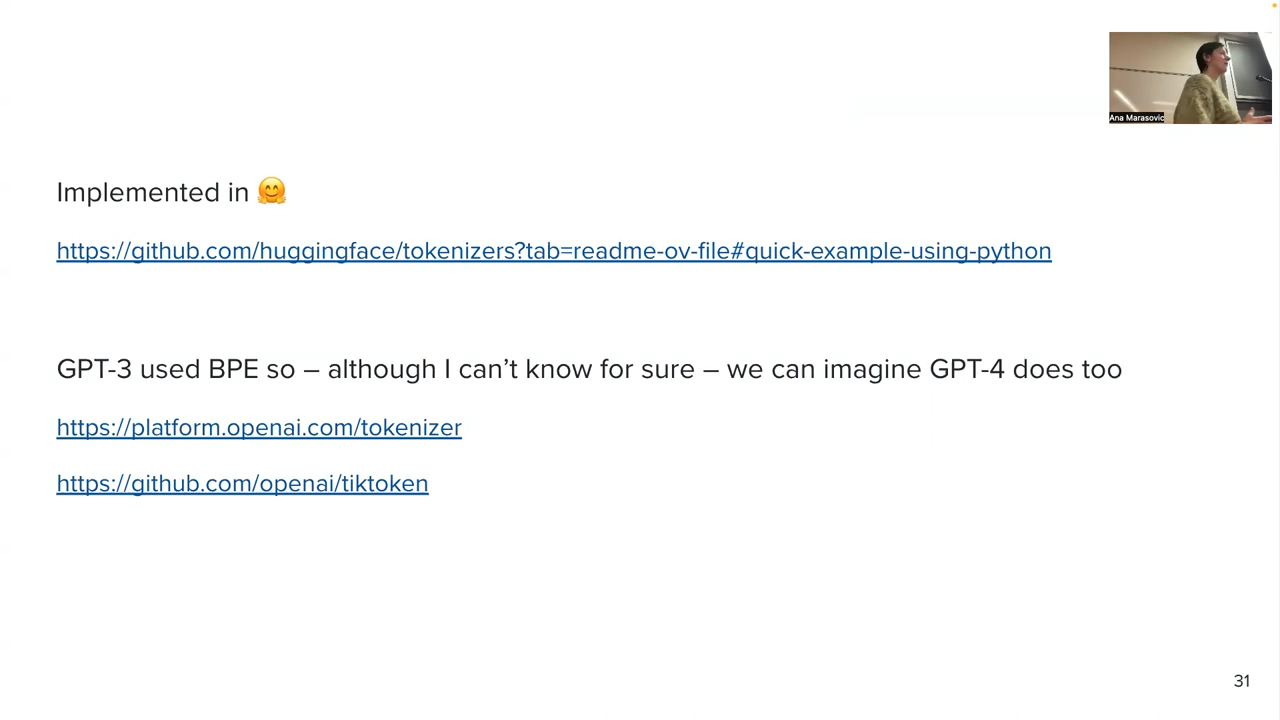 Ana Marasovic
Implemented in 🤗
https://github.com/huggingface/tokenizers?tab=readme-ov-file#quick-example-using-python
GPT-3 used BPE so – although I can’t know for sure – we can imagine GPT-4 does too
https://platform.openai.com/tokenizer
https://github.com/openai/tiktoken
31